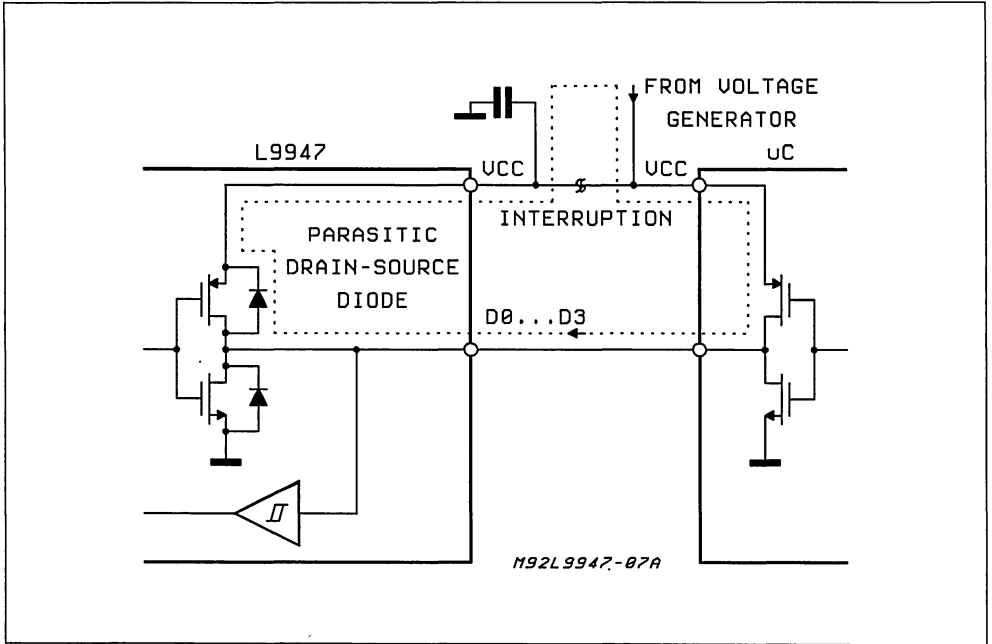 FROM VOLTAGE
GENERATOR
L9947
VCC
VCC
uC
INTERRUPTION
PARASITIC
DRAIN-SOURCE
DIODE
D0...D3
M92L9947-07A